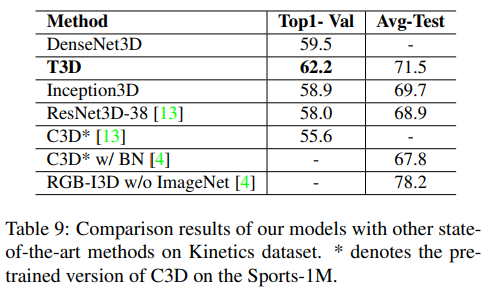 Method Top1- Val Avg-Test
DenseNet3D 59.5 -
T3D 62.2 71.5
Inception3D 58.9 69.7
ResNet3D-38 [13] 58.0 68.9
C3D* [13] 55.6 -
C3D* w/ BN [4] - 67.8
RGB-I3D w/o ImageNet [4] - 78.2
Table 9: Comparison results of our models with other state-
of-the-art methods on Kinetics dataset. * denotes the pre-
trained version of C3D on the Sports-1M.